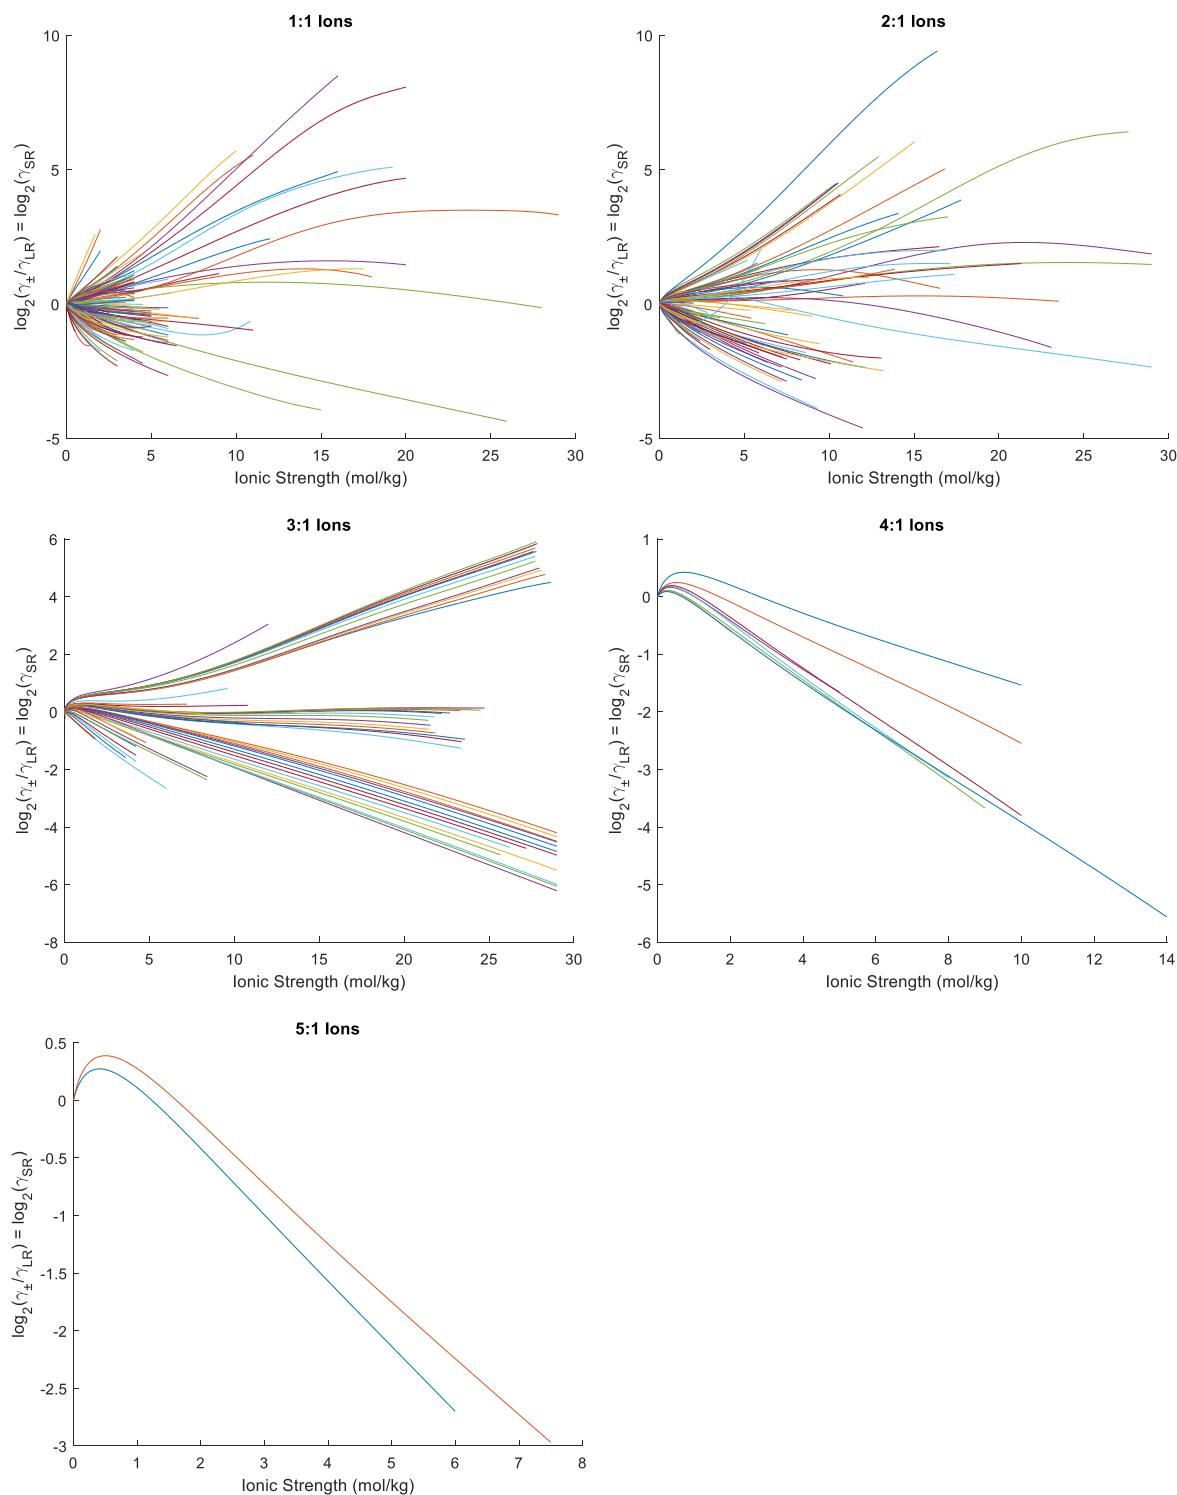 1:1 Ions
10
5
0
-5
0 5 10 15 20 25 30
Ionic Strength (mol/kg)
log2(γ±/γLR) = log2(γSR)
2:1 Ions
10
5
0
-5
0 5 10 15 20 25 30
Ionic Strength (mol/kg)
log2(γ±/γLR) = log2(γSR)
3:1 Ions
6
4
2
0
-2
-4
-6
-8
0 5 10 15 20 25 30
Ionic Strength (mol/kg)
log2(γ±/γLR) = log2(γSR)
4:1 Ions
1
0
-1
-2
-3
-4
-5
-6
0 2 4 6 8 10 12 14
Ionic Strength (mol/kg)
log2(γ±/γLR) = log2(γSR)
5:1 Ions
0.5
0
-0.5
-1
-1.5
-2
-2.5
-3
0 1 2 3 4 5 6 7 8
Ionic Strength (mol/kg)
log2(γ±/γLR) = log2(γSR)